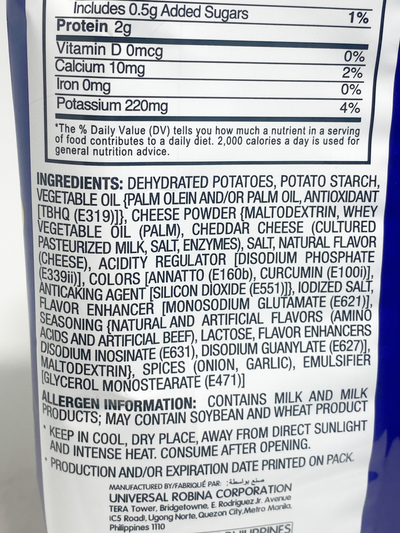 Includes 0.5g Added Sugars 1%
Protein 2g
Vitamin D 0mcg 0%
Calcium 10mg 2%
Iron 0mg 0%
Potassium 220mg 4%
*The % Daily Value (DV) tells you how much a nutrient in a serving
of food contributes to a daily diet. 2,000 calories a day is used for
general nutrition advice.
INGREDIENTS: DEHYDRATED POTATOES, POTATO STARCH,
VEGETABLE OIL {PALM OLEIN AND/OR PALM OIL, ANTIOXIDANT
[TBHQ (E319)]}, CHEESE POWDER {MALTODEXTRIN, WHEY
VEGETABLE OIL (PALM), CHEDDAR CHEESE (CULTURED
PASTEURIZED MILK, SALT, ENZYMES), SALT, NATURAL FLAVOR
(CHEESE), ACIDITY REGULATOR [DISODIUM PHOSPHATE
(E339ii)], COLORS [ANNATTO (E160b), CURCUMIN (E100i)],
ANTICAKING AGENT [SILICON DIOXIDE (E551)]}, IODIZED SALT,
FLAVOR ENHANCER [MONOSODIUM GLUTAMATE (E621)],
SEASONING {NATURAL AND ARTIFICIAL FLAVORS (AMINO
ACIDS AND ARTIFICIAL BEEF), LACTOSE, FLAVOR ENHANCERS
[DISODIUM INOSINATE (E631), DISODIUM GUANYLATE (E627)],
MALTODEXTRIN}, SPICES (ONION, GARLIC), EMULSIFIER
[GLYCEROL MONOSTEARATE (E471)]
ALLERGEN INFORMATION: CONTAINS MILK AND MILK
PRODUCTS; MAY CONTAIN SOYBEAN AND WHEAT PRODUCT
* KEEP IN COOL, DRY PLACE, AWAY FROM DIRECT SUNLIGHT
AND INTENSE HEAT. CONSUME AFTER OPENING.
* PRODUCTION AND/OR EXPIRATION DATE PRINTED ON PACK.
MANUFACTURED BY/FABRIQUÉ PAR: صنع بواسطة:
UNIVERSAL ROBINA CORPORATION
TERA Tower, Bridgetowne, E. Rodriguez Jr. Avenue
(C5 Road), Ugong Norte, Quezon City, Metro Manila,
Philippines 1110
PHILIPPINES